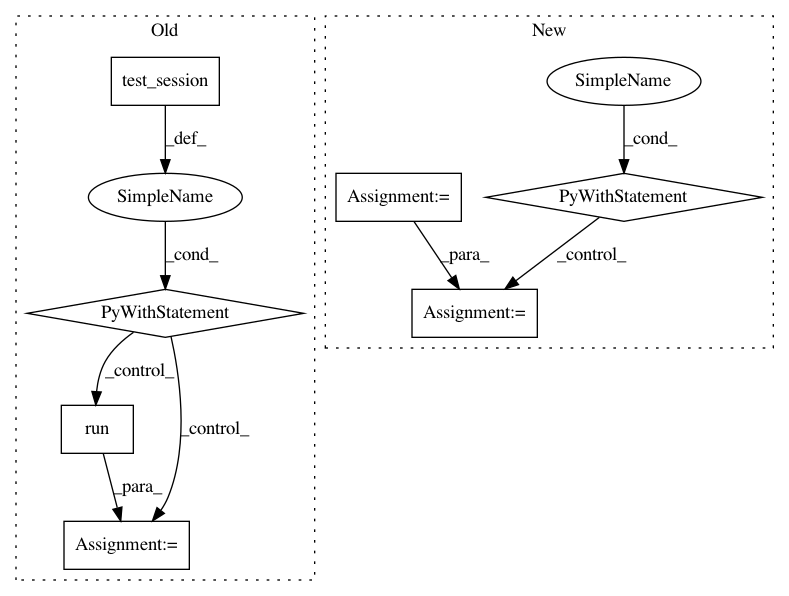 Old
test_session
_def_
SimpleName
_cond_
PyWithStatement
_control_
_control_
run
_para_
Assignment:=
New
SimpleName
_cond_
Assignment:=
PyWithStatement
_para_
_control_
Assignment:=